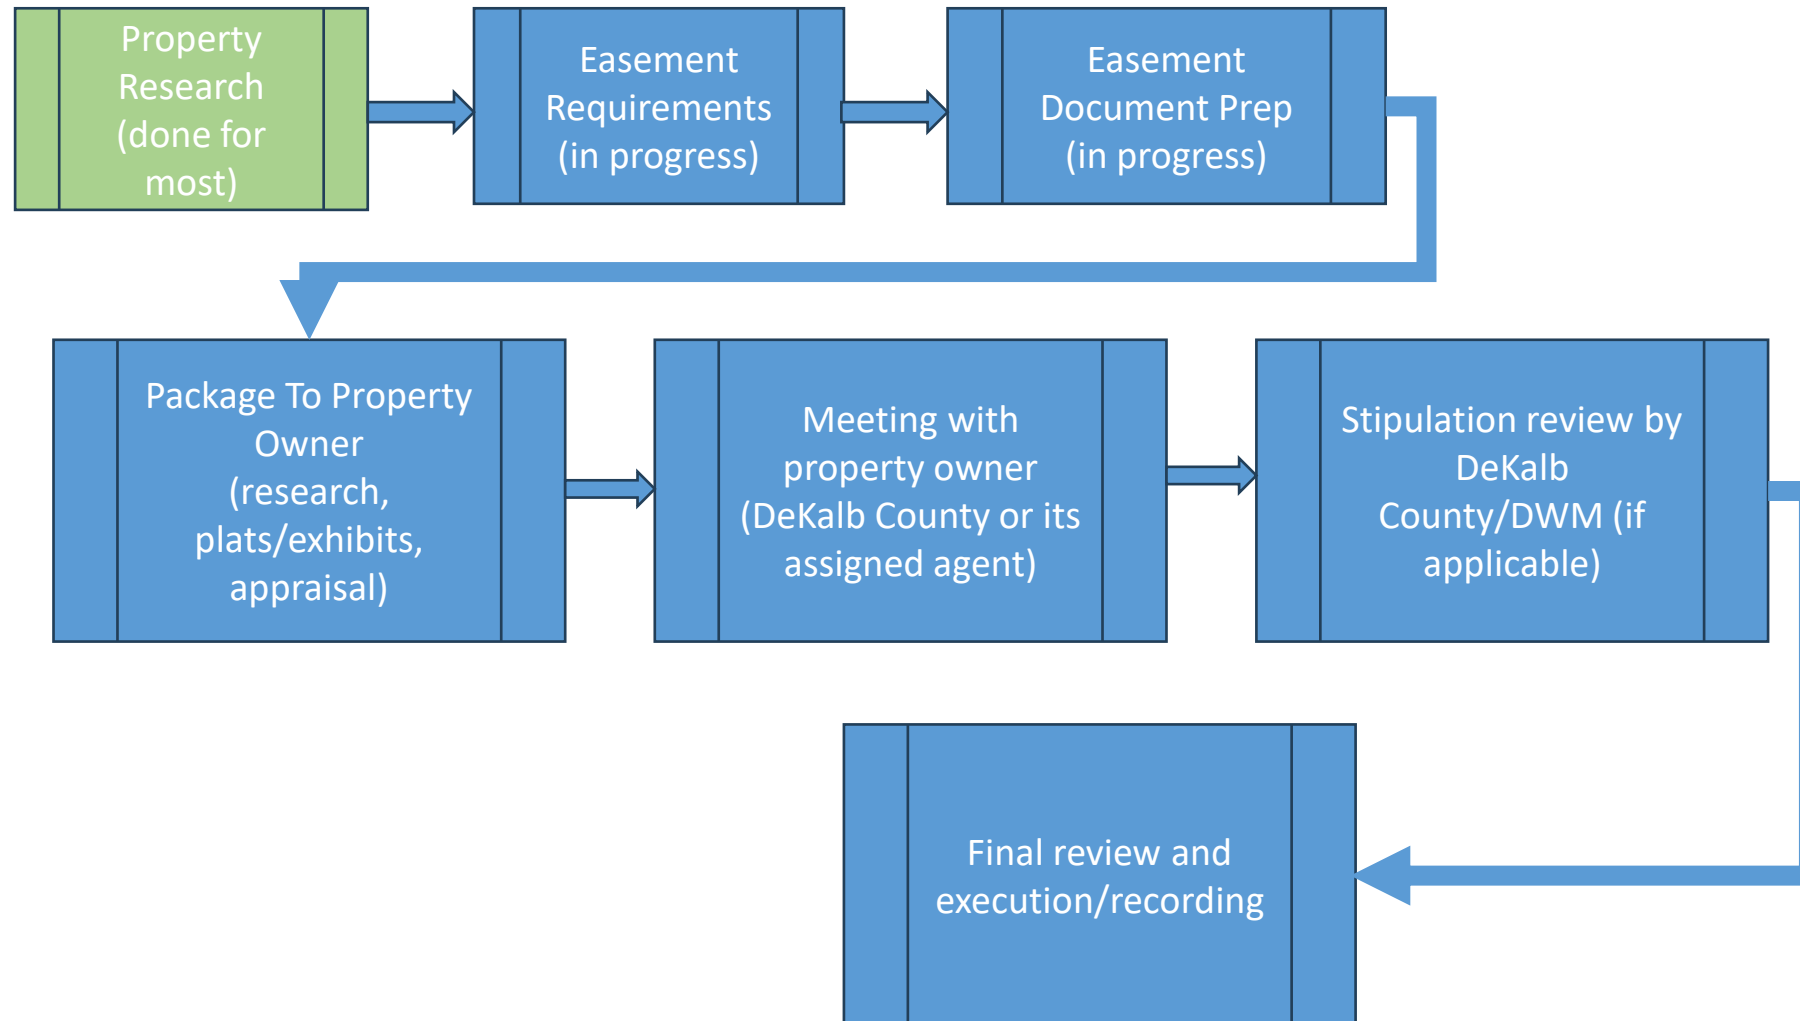 Property
Research
(done for
most)
Easement
Requirements
(in progress)
Easement
Document Prep
(in progress)
Package To Property
Owner
(research,
plats/exhibits,
appraisal)
Meeting with
property owner
(DeKalb County or its
assigned agent)
Stipulation review by
DeKalb
County/DWM (if
applicable)
Final review and
execution/recording